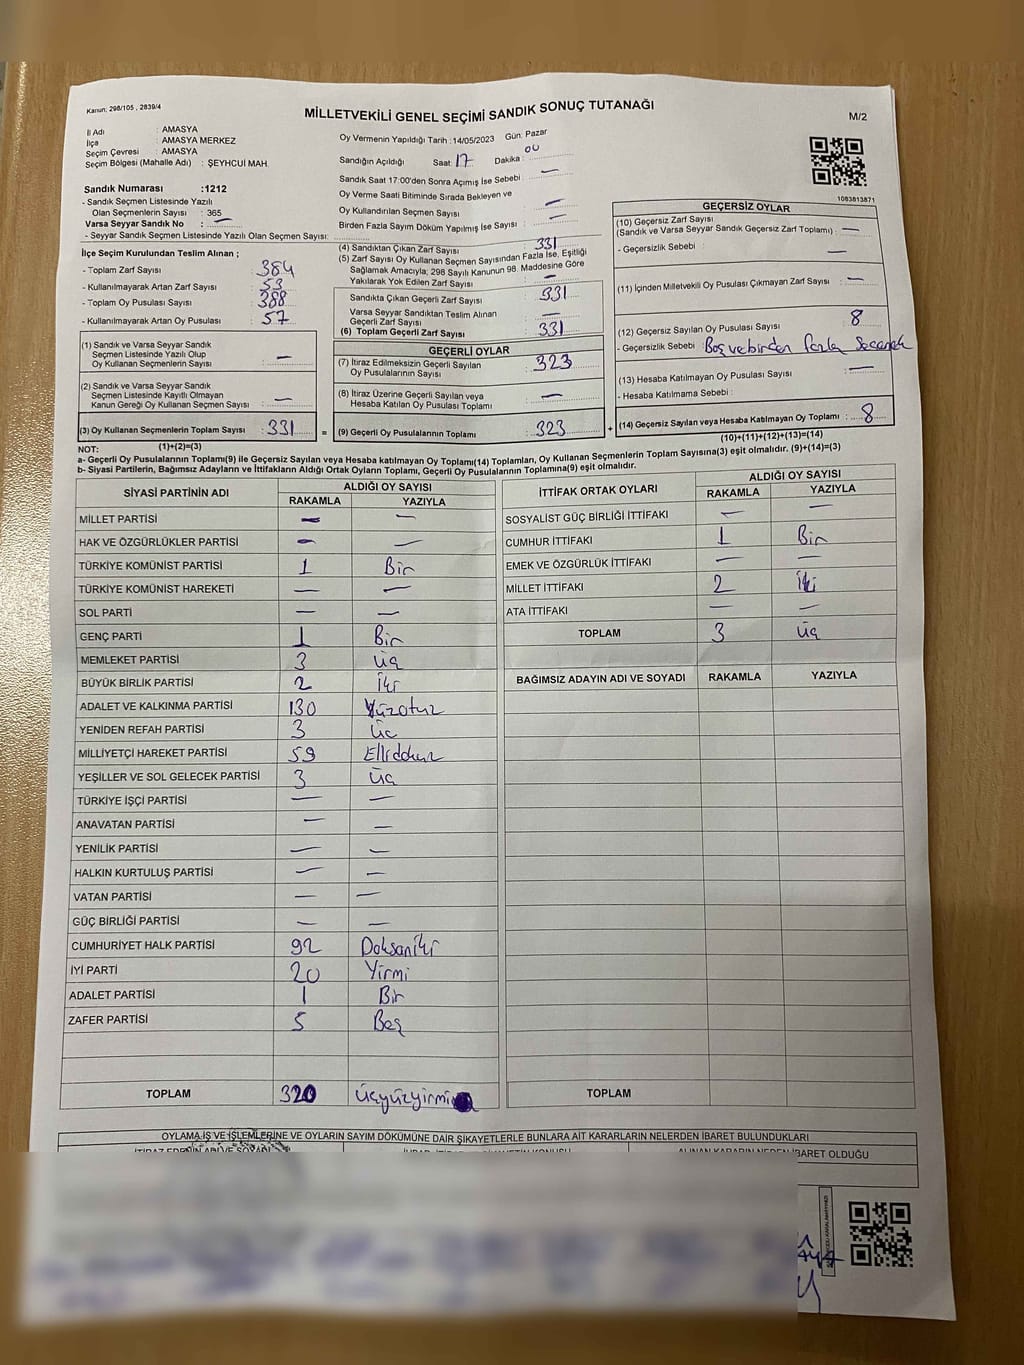 Kanun: 298/105 , 2839/4
MİLLETVEKİLİ GENEL SEÇİMİ SANDIK SONUÇ TUTANAĞI
M/2
İl Adı : AMASYA
İlçe : AMASYA MERKEZ
Seçim Çevresi : AMASYA
Seçim Bölgesi (Mahalle Adı) : ŞEYHCUİ MAH.
Sandık Numarası :1212
- Sandık Seçmen Listesinde Yazılı
Olan Seçmenlerin Sayısı : 365
Varsa Seyyar Sandık No : —
- Seyyar Sandık Seçmen Listesinde Yazılı Olan Seçmen Sayısı:
Oy Vermenin Yapıldığı Tarih : 14/05/2023 Gün: Pazar
Sandığın Açıldığı Saat: 17 Dakika : 00
Sandık Saat 17:00'den Sonra Açımış İse Sebebi : —
Oy Verme Saati Bitiminde Sırada Bekleyen ve
Oy Kullandırılan Seçmen Sayısı : —
Birden Fazla Sayım Döküm Yapılmış İse Sayısı : —
1083813871
İlçe Seçim Kurulundan Teslim Alınan ;
- Toplam Zarf Sayısı : 384
- Kullanılmayarak Artan Zarf Sayısı : 53
- Toplam Oy Pusulası Sayısı : 388
- Kullanılmayarak Artan Oy Pusulası : 57
(1) Sandık ve Varsa Seyyar Sandık
Seçmen Listesinde Yazılı Olup
Oy Kullanan Seçmenlerin Sayısı : —
(2) Sandık ve Varsa Seyyar Sandık
Seçmen Listesinde Kayıtlı Olmayan
Kanun Gereği Oy Kullanan Seçmen Sayısı : —
(3) Oy Kullanan Seçmenlerin Toplam Sayısı : 331
(4) Sandıktan Çıkan Zarf Sayısı : 331
(5) Zarf Sayısı Oy Kullanan Seçmen Sayısından Fazla İse, Eşitliği
Sağlamak Amacıyla; 298 Sayılı Kanunun 98. Maddesine Göre
Yakılarak Yok Edilen Zarf Sayısı : —
Sandıkta Çıkan Geçerli Zarf Sayısı : 331
Varsa Seyyar Sandıktan Teslim Alınan
Geçerli Zarf Sayısı : —
(6) Toplam Geçerli Zarf Sayısı : 331
GEÇERLİ OYLAR
(7) İtiraz Edilmeksizin Geçerli Sayılan
Oy Pusulalarının Sayısı : 323
(8) İtiraz Üzerine Geçerli Sayılan veya
Hesaba Katılan Oy Pusulası Toplamı : —
= (9) Geçerli Oy Pusulalarının Toplamı : 323 +
GEÇERSİZ OYLAR
(10) Geçersiz Zarf Sayısı
(Sandık ve Varsa Seyyar Sandık Geçersiz Zarf Toplamı) : —
- Geçersizlik Sebebi : —
(11) İçinden Milletvekili Oy Pusulası Çıkmayan Zarf Sayısı : —
(12) Geçersiz Sayılan Oy Pusulası Sayısı : 8
- Geçersizlik Sebebi : Boş ve birden fazla Seçenek
(13) Hesaba Katılmayan Oy Pusulası Sayısı : —
- Hesaba Katılmama Sebebi :
(14) Geçersiz Sayılan veya Hesaba Katılmayan Oy Toplamı : 8
NOT: (1)+(2)=(3)
(10)+(11)+(12)+(13)=(14)
a- Geçerli Oy Pusulalarının Toplamı(9) ile Geçersiz Sayılan veya Hesaba Katılmayan Oy Toplamı(14) Toplamları, Oy Kullanan Seçmenlerin Toplam Sayısına(3) eşit olmalıdır. (9)+(14)=(3)
b- Siyasi Partilerin, Bağımsız Adayların ve İttifakların Aldığı Ortak Oyların Toplamı, Geçerli Oy Pusulalarının Toplamına(9) eşit olmalıdır.
SİYASİ PARTİNİN ADI ALDIĞI OY SAYISI
RAKAMLA YAZIYLA
MİLLET PARTİSİ — —
HAK VE ÖZGÜRLÜKLER PARTİSİ — —
TÜRKİYE KOMÜNİST PARTİSİ 1 Bir
TÜRKİYE KOMÜNİST HAREKETİ — —
SOL PARTİ — —
GENÇ PARTİ 1 Bir
MEMLEKET PARTİSİ 3 Üç
BÜYÜK BİRLİK PARTİSİ 2 İki
ADALET VE KALKINMA PARTİSİ 130 Yüzotuz
YENİDEN REFAH PARTİSİ 3 Üç
MİLLİYETÇİ HAREKET PARTİSİ 59 Ellidokuz
YEŞİLLER VE SOL GELECEK PARTİSİ 3 Üç
TÜRKİYE İŞÇİ PARTİSİ — —
ANAVATAN PARTİSİ — —
YENİLİK PARTİSİ — —
HALKIN KURTULUŞ PARTİSİ — —
VATAN PARTİSİ — —
GÜÇ BİRLİĞİ PARTİSİ — —
CUMHURİYET HALK PARTİSİ 92 Doksaniki
İYİ PARTİ 20 Yirmi
ADALET PARTİSİ 1 Bir
ZAFER PARTİSİ 5 Beş
TOPLAM 320 Üçyüzyirmi
İTTİFAK ORTAK OYLARI ALDIĞI OY SAYISI
RAKAMLA YAZIYLA
SOSYALİST GÜÇ BİRLİĞİ İTTİFAKI — —
CUMHUR İTTİFAKI 1 Bir
EMEK VE ÖZGÜRLÜK İTTİFAKI — —
MİLLET İTTİFAKI 2 İki
ATA İTTİFAKI — —
TOPLAM 3 Üç
BAĞIMSIZ ADAYIN ADI VE SOYADI RAKAMLA YAZIYLA
TOPLAM
OYLAMA İŞ VE İŞLEMLERİNE VE OYLARIN SAYIM DÖKÜMÜNE DAİR ŞİKAYETLERLE BUNLARA AİT KARARLARIN NELERDEN İBARET BULUNDUKLARI
İTİRAZ EDENİN ADI VE SOYADI ALINAN KARARIN NEDEN İBARET OLDUĞU